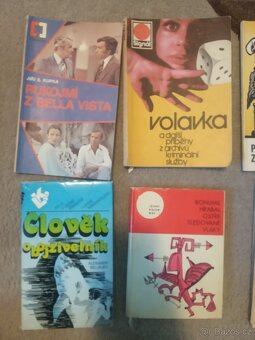 JIŘÍ S. KUPKA
RUKOJMÍ
Z BELLA VISTA
Signál
volavka
a další
příběhy
z archivu
kriminální
služby
Člověk
obojživelník
BOHUMIL
HRABAL
OSTŘE
SLEDOVANÉ
VLAKY